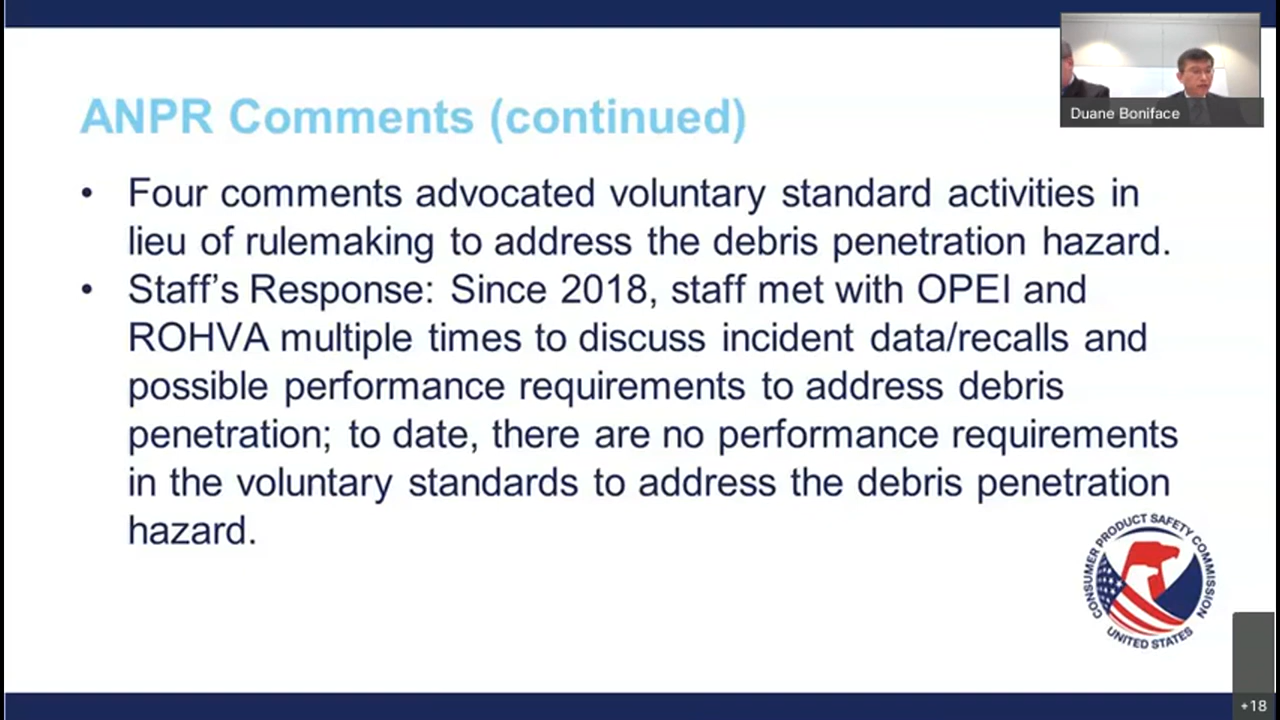 ANPR Comments (continued)
Duane Boniface
• Four comments advocated voluntary standard activities in
lieu of rulemaking to address the debris penetration hazard.
• Staff’s Response: Since 2018, staff met with OPEI and
ROHVA multiple times to discuss incident data/recalls and
possible performance requirements to address debris
penetration; to date, there are no performance requirements
in the voluntary standards to address the debris penetration
hazard.
CONSUMER PRODUCT SAFETY COMMISSION
UNITED STATES
+18